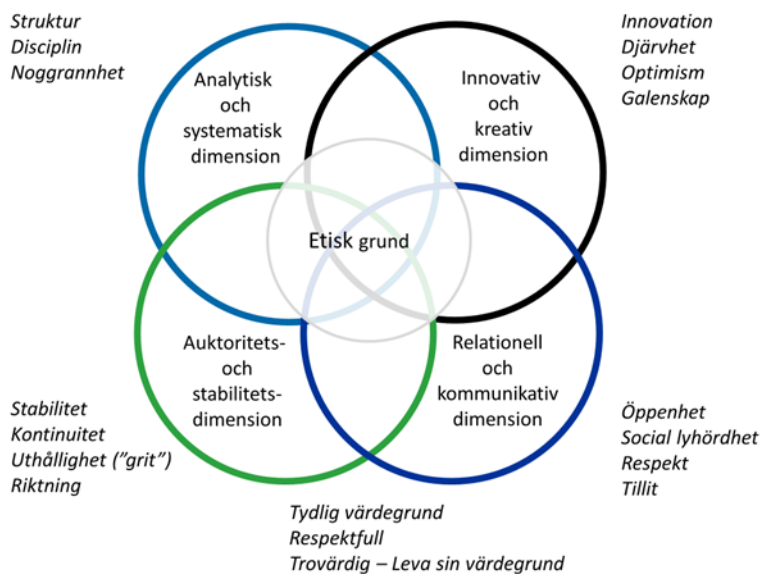 Struktur
Disciplin
Noggrannhet
Innovation
Djärvhet
Optimism
Galenskap
Analytisk
och
systematisk
dimension
Innovativ
och
kreativ
dimension
Etisk grund
Auktoritets-
och
stabilitets-
dimension
Relationell
och
kommunikativ
dimension
Stabilitet
Kontinuitet
Uthållighet (”grit”)
Riktning
Öppenhet
Social lyhördhet
Respekt
Tillit
Tydlig värdegrund
Respektfull
Trovärdig – Leva sin värdegrund